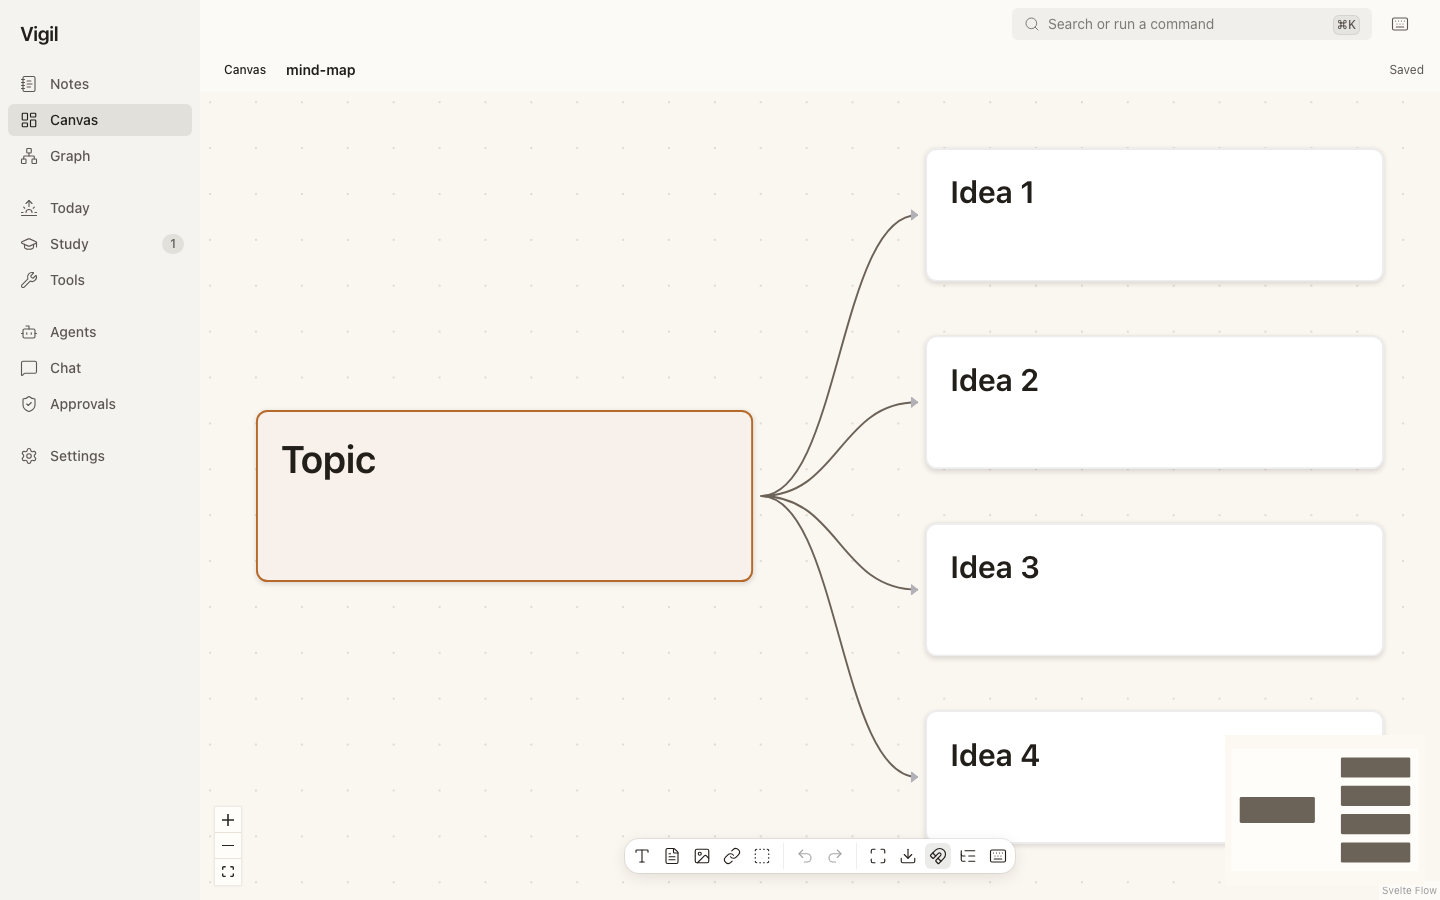 Vigil
Search or run a command
⌘K
Notes
Canvas
Graph
Today
Study
1
Tools
Agents
Chat
Approvals
Settings
Canvas
mind-map
Saved
Topic
Idea 1
Idea 2
Idea 3
Idea 4
Svelte Flow